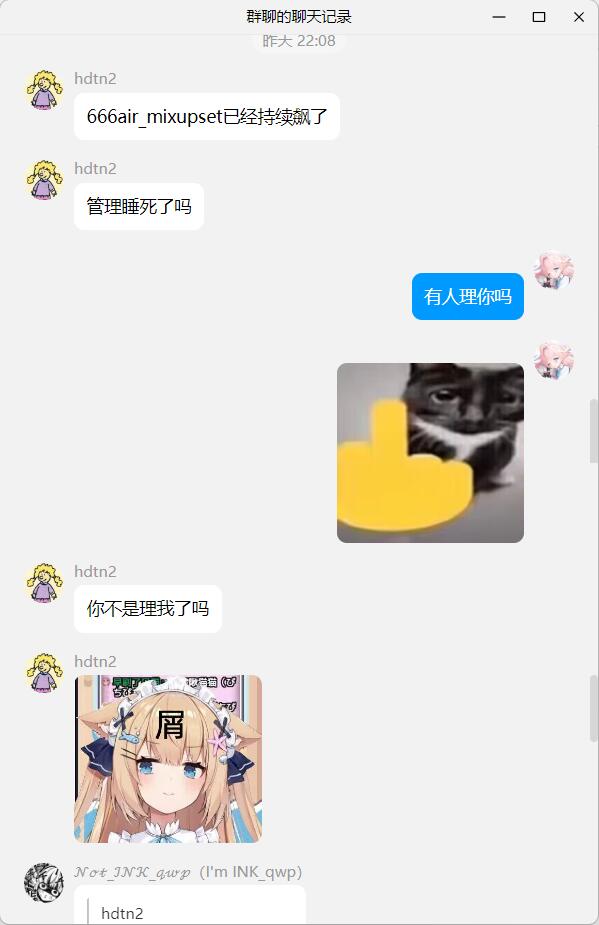 群聊的聊天记录
昨天 22:08
hdtn2
666air_mixupset已经持续飙了
hdtn2
管理睡死了吗
有人理你吗
hdtn2
你不是理我了吗
hdtn2
屑
𝓝𝓸𝓽_𝓘𝓝𝓚_𝓺𝔀𝓹（I'm INK_qwp）
hdtn2